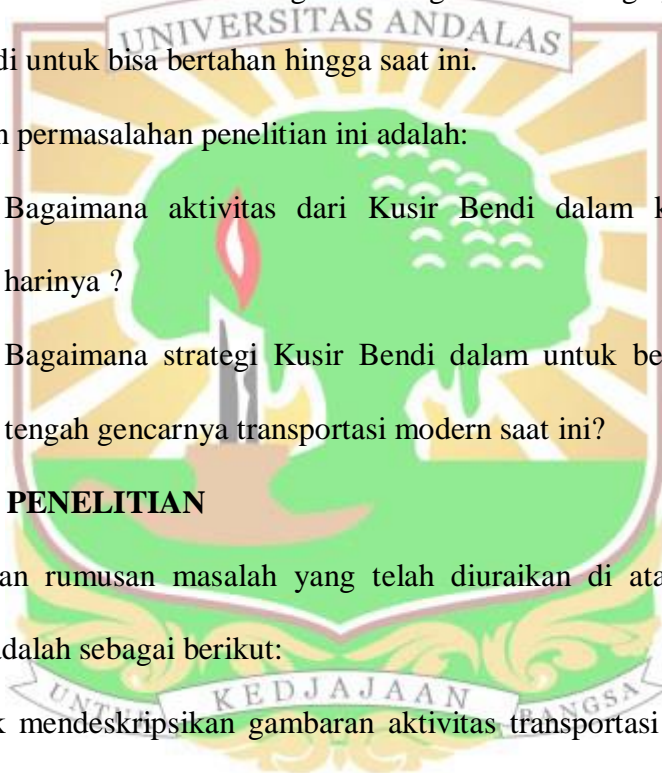 UNIVERSITAS ANDALAS
di untuk bisa bertahan hingga saat ini.
permasalahan penelitian ini adalah:
Bagaimana aktivitas dari Kusir Bendi dalam
harinya ?
Bagaimana strategi Kusir Bendi dalam untuk be
tengah gencarnya transportasi modern saat ini?
PENELITIAN
an rumusan masalah yang telah diuraikan di ata
adalah sebagai berikut:
UNTUK KEDJAJAAN BANGSA
mendeskripsikan gambaran aktivitas transportasi